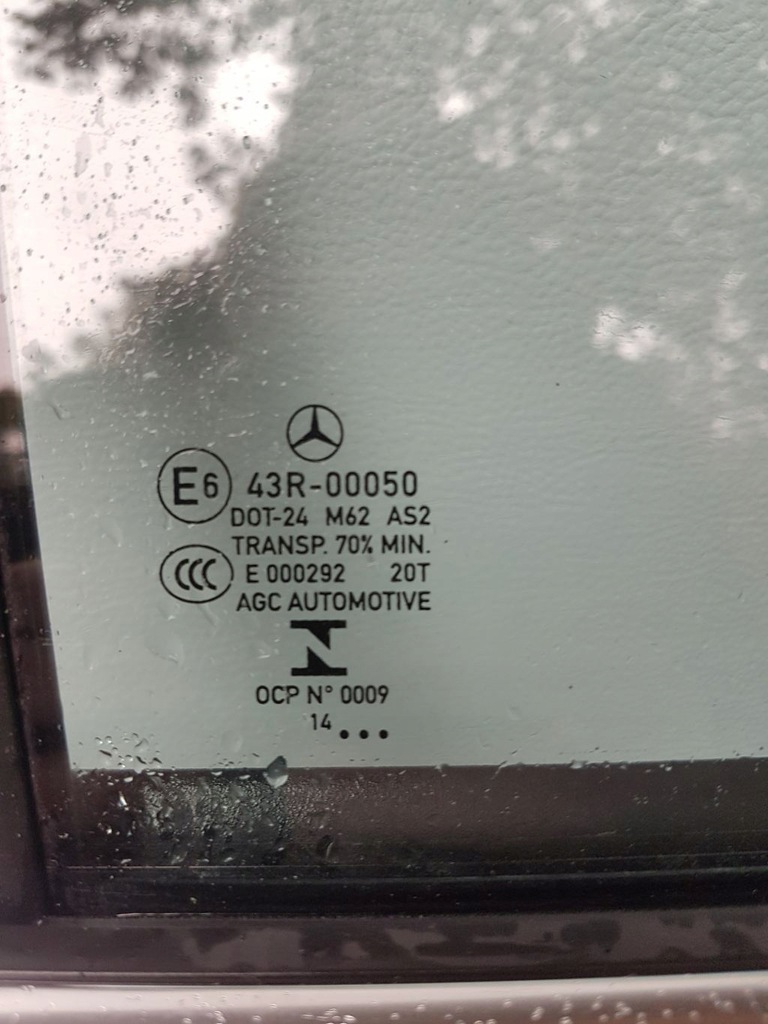 E6 43R-00050
DOT-24 M62 AS2
TRANSP. 70% MIN.
CCC E 000292 20T
AGC AUTOMOTIVE
N
OCP N° 0009
14 ...